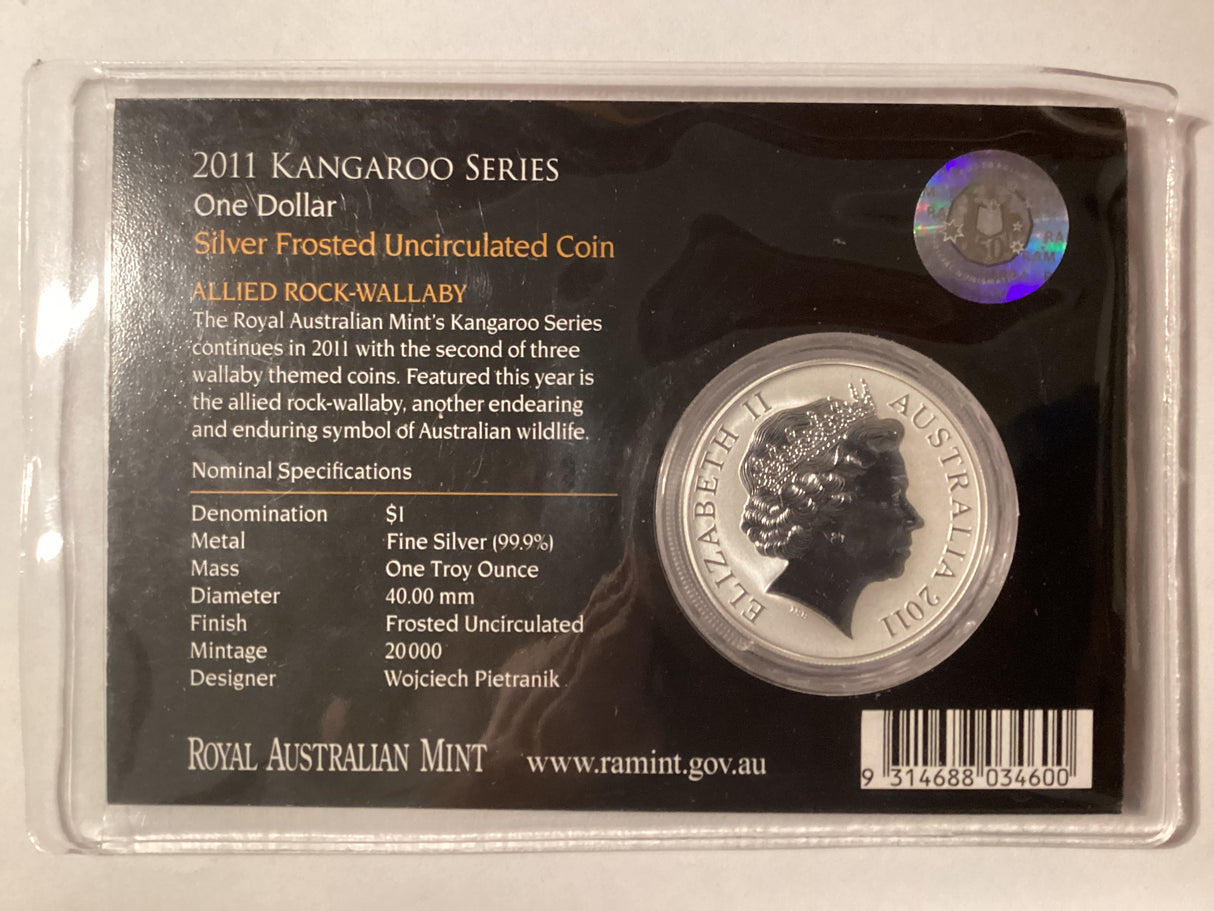 2011 KANGAROO SERIES
One Dollar
Silver Frosted Uncirculated Coin
ALLIED ROCK-WALLABY
The Royal Australian Mint's Kangaroo Series
continues in 2011 with the second of three
wallaby themed coins. Featured this year is
the allied rock-wallaby, another endearing
and enduring symbol of Australian wildlife.
Nominal Specifications
Denomination $1
Metal Fine Silver (99.9%)
Mass One Troy Ounce
Diameter 40.00 mm
Finish Frosted Uncirculated
Mintage 20000
Designer Wojciech Pietranik
ROYAL AUSTRALIAN MINT www.ramint.gov.au
ELIZABETH II AUSTRALIA 2011
9 314688 034600
RAM